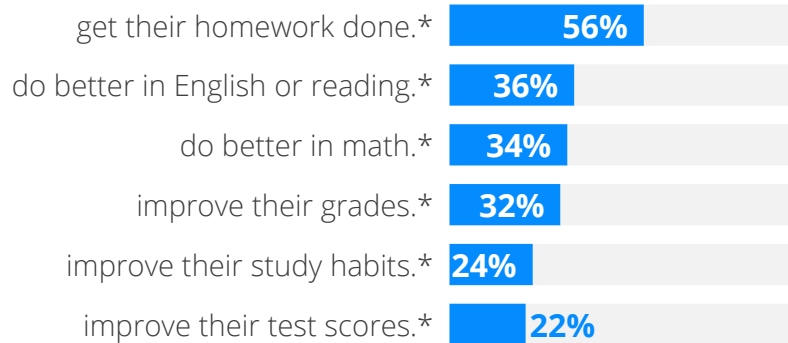 get their homework done.* 56%
do better in English or reading.* 36%
do better in math.* 34%
improve their grades.* 32%
improve their study habits.* 24%
improve their test scores.* 22%